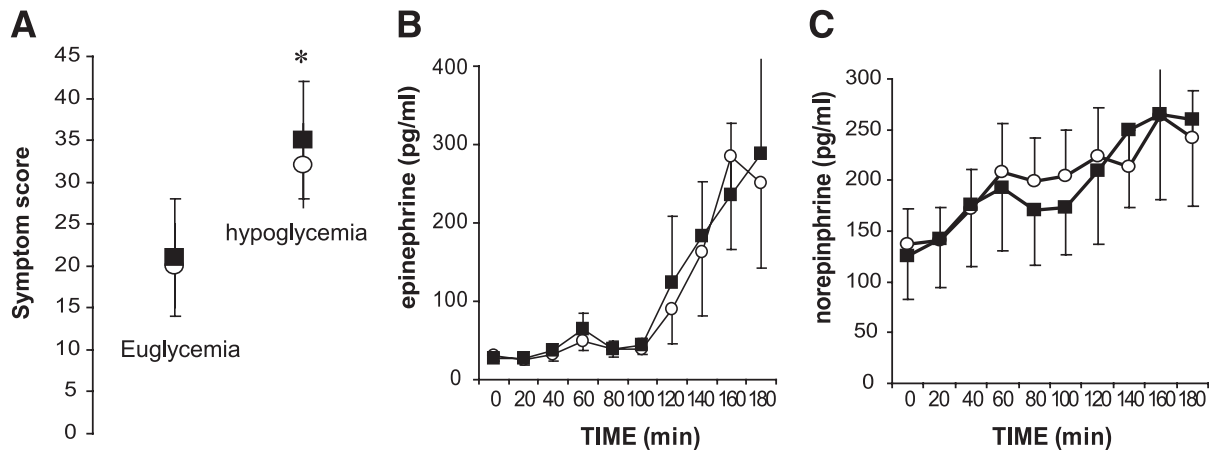 A
Symptom score
45
40
35
30
25
20
15
10
5
0
*
hypoglycemia
Euglycemia
B
epinephrine (pg/ml)
400
300
200
100
0
0 20 40 60 80 100 120 140 160 180
TIME (min)
C
norepinphrine (pg/ml)
300
250
200
150
100
50
0
0 20 40 60 80 100 120 140 160 180
TIME (min)